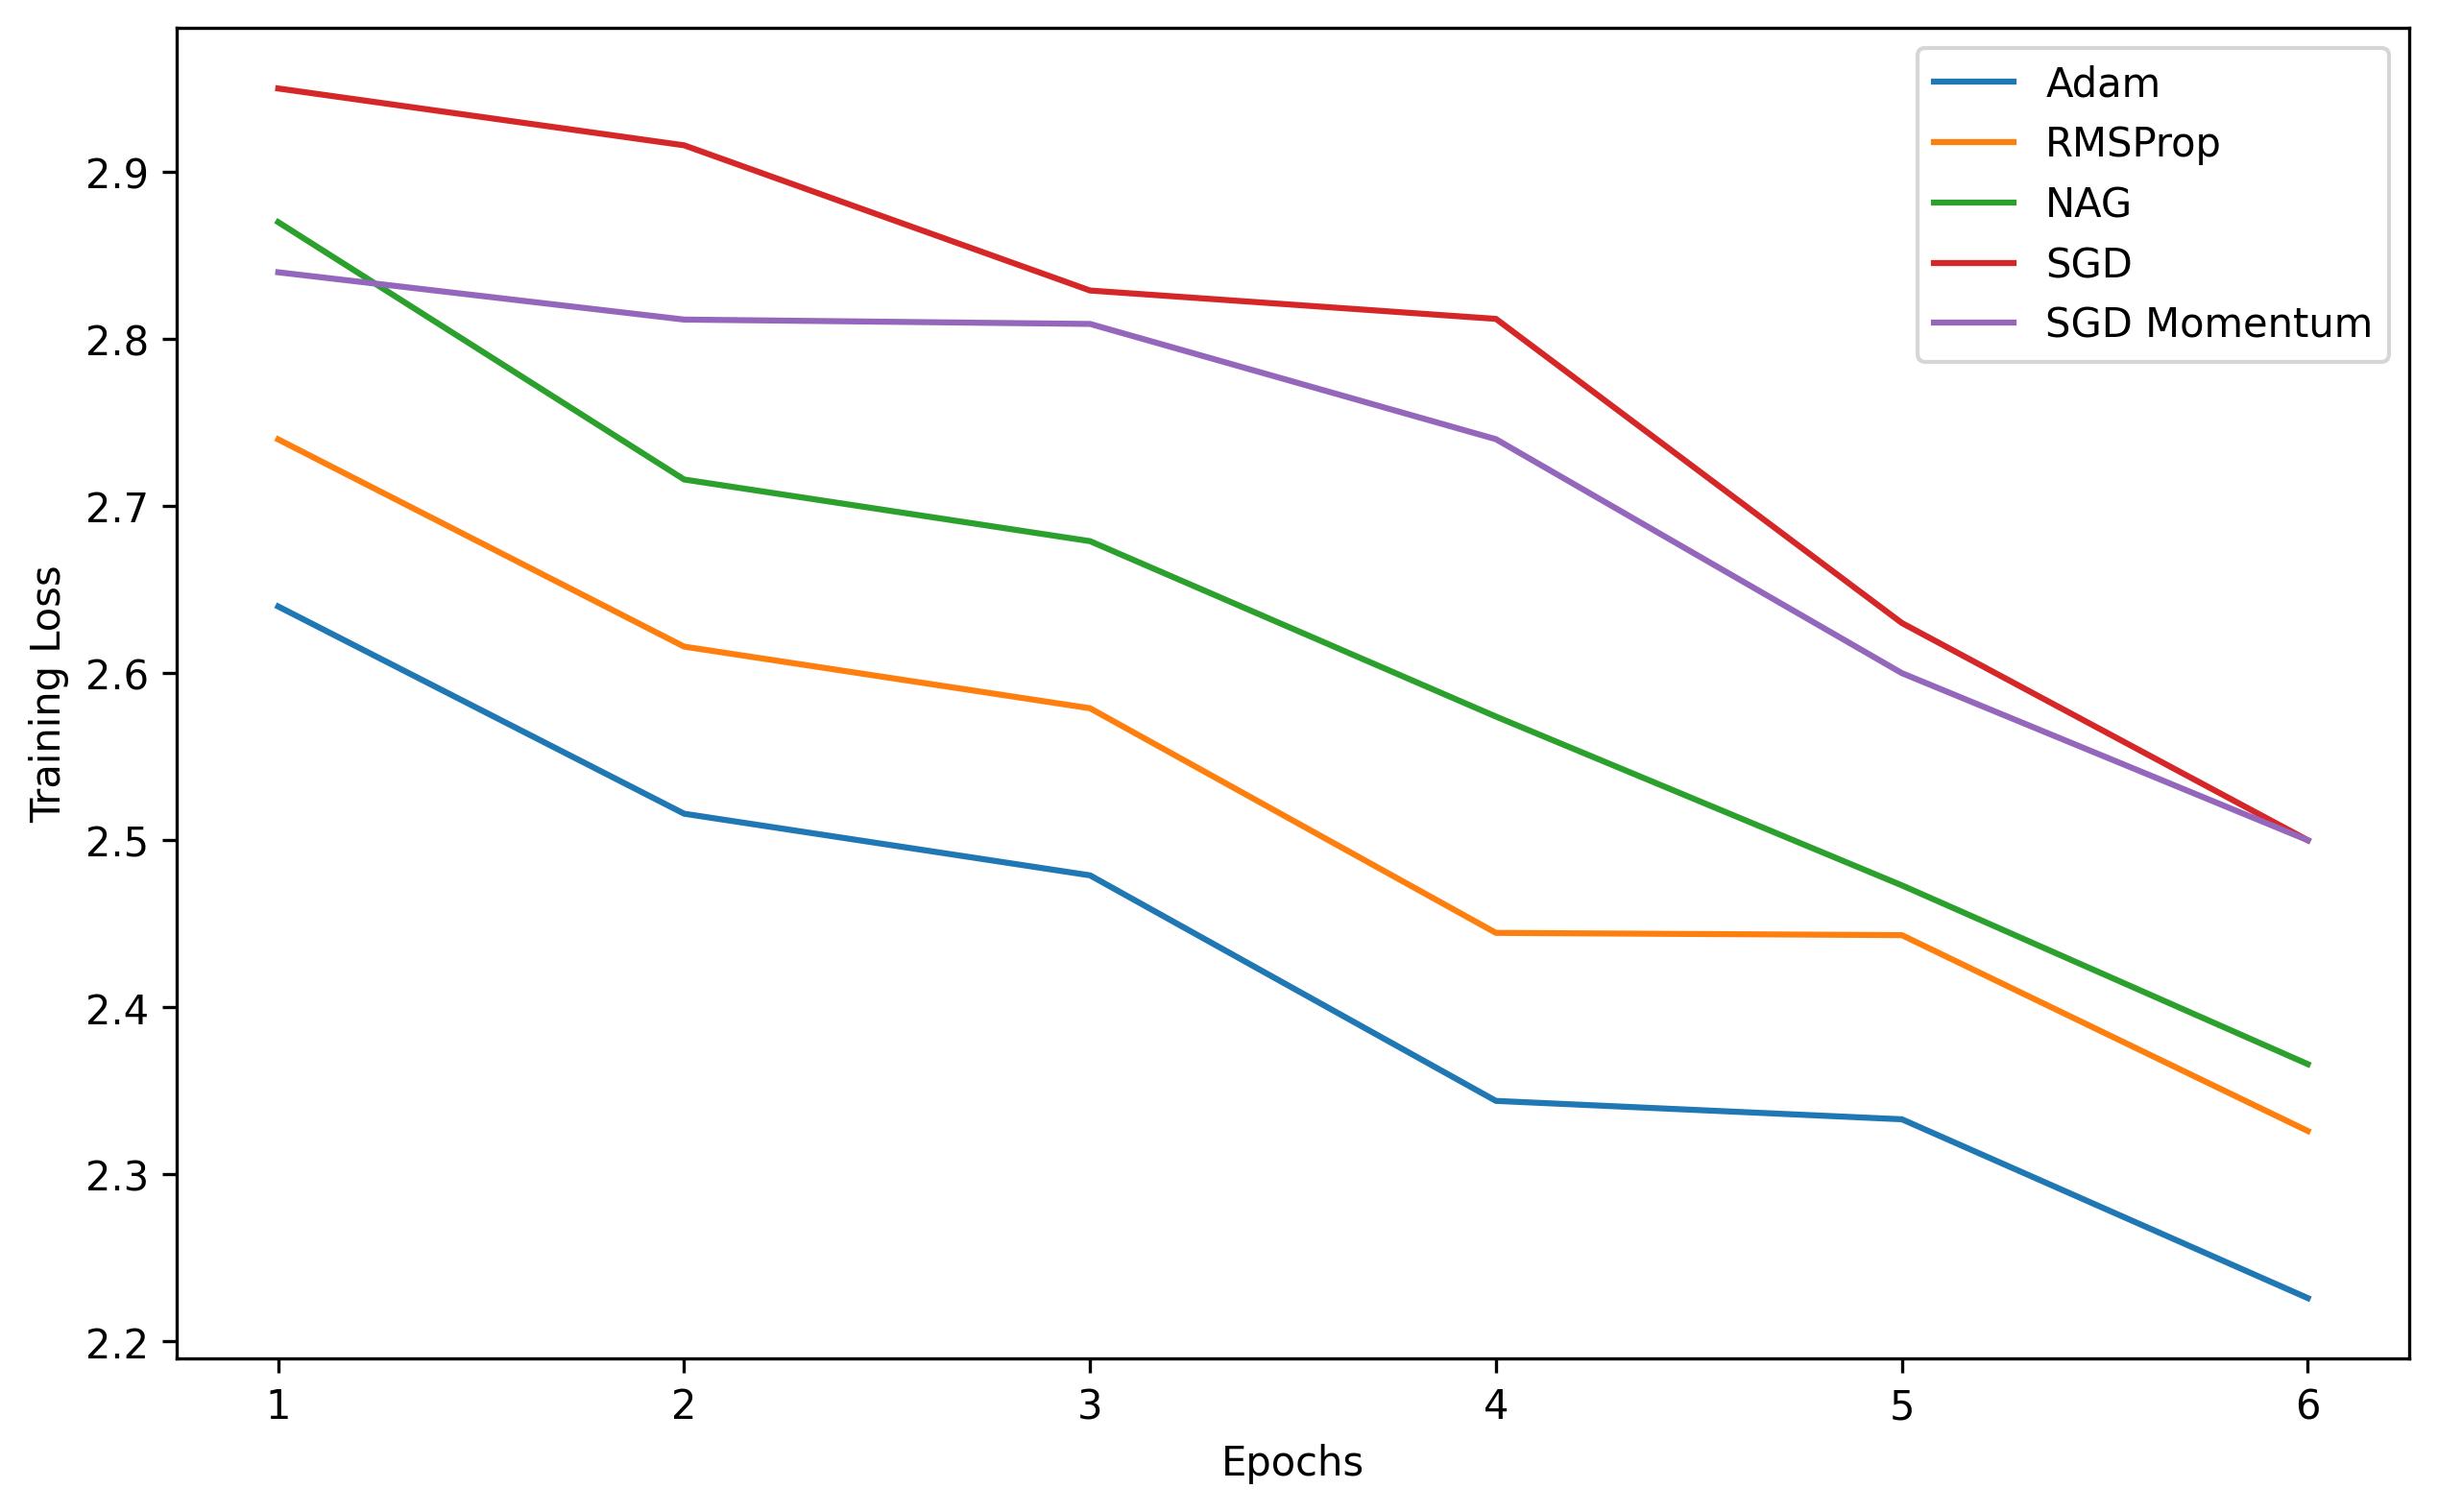 Adam
RMSProp
NAG
SGD
SGD Momentum
2.9
2.8
2.7
2.6
2.5
2.4
2.3
2.2
Training Loss
1 2 3 4 5 6
Epochs